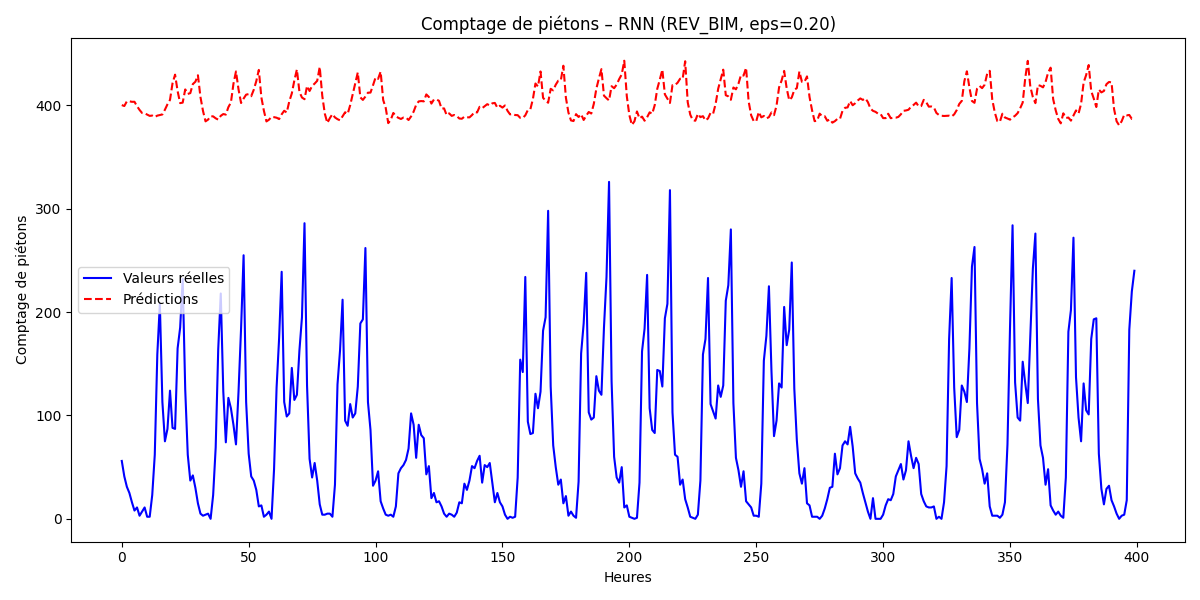 Comptage de piétons – RNN (REV_BIM, eps=0.20)
Comptage de piétons
400
300
200
100
0
Valeurs réelles
Prédictions
0 50 100 150 200 250 300 350 400
Heures